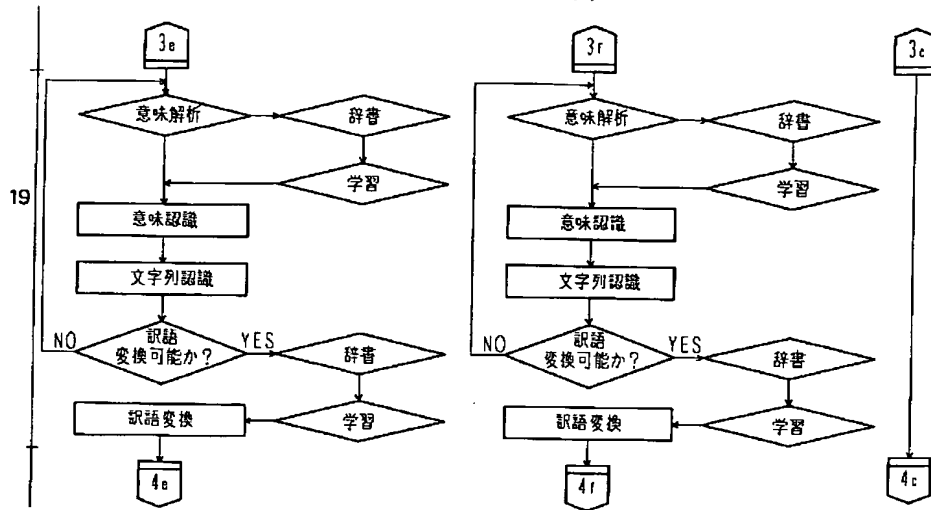 3e
3f
3c
意味解析
辞書
意味解析
辞書
学習
学習
19
意味認識
意味認識
文字列認識
文字列認識
NO
訳語
変換可能か?
YES
辞書
NO
訳語
変換可能か?
YES
辞書
訳語変換
学習
訳語変換
学習
4e
4f
4c